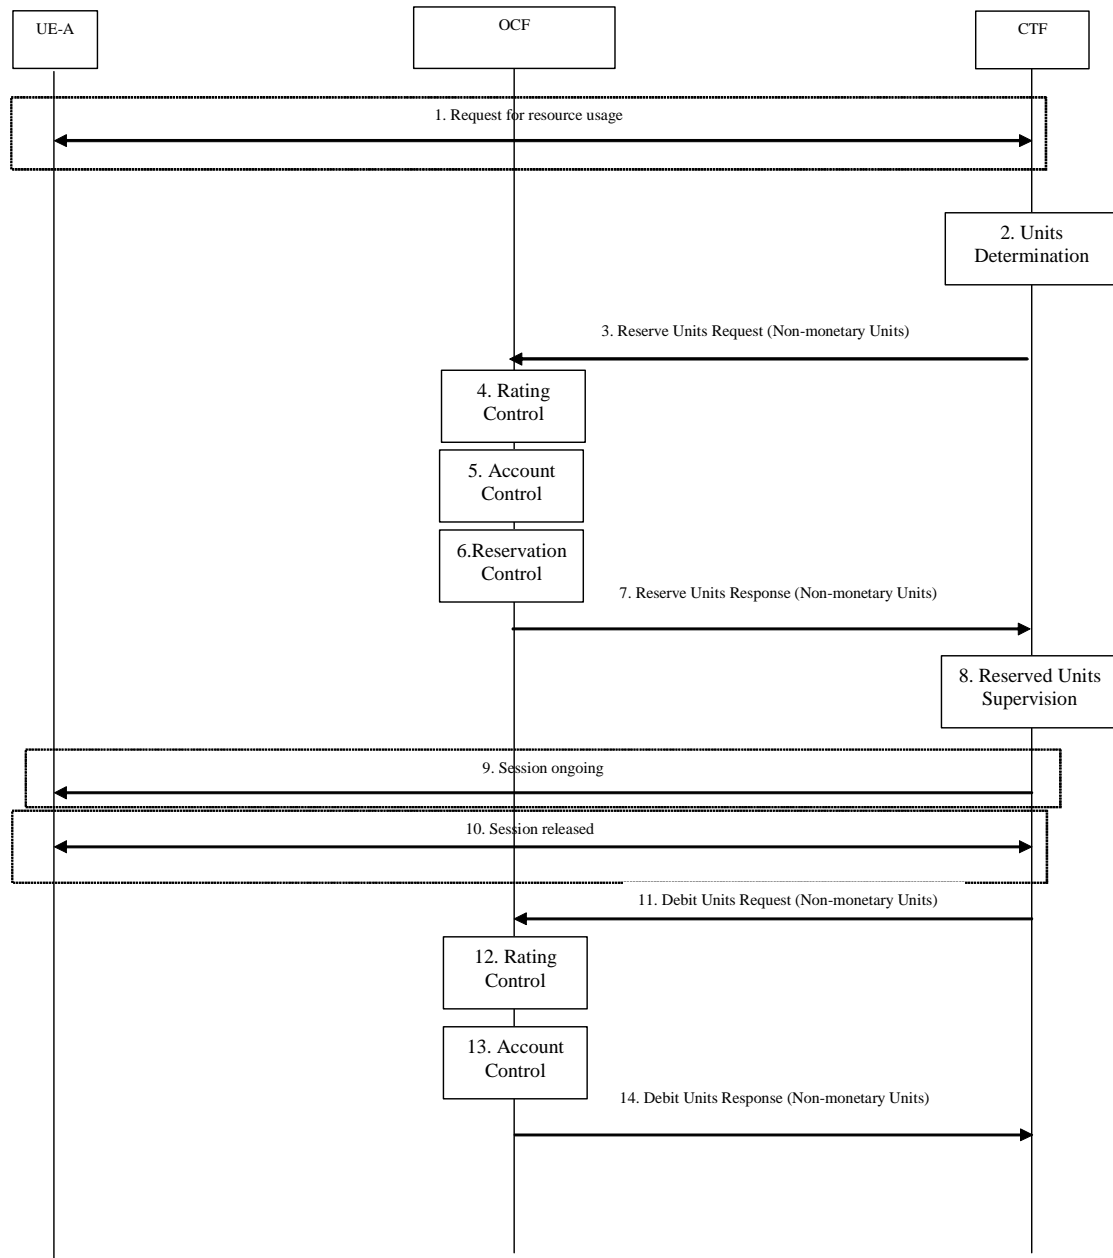 UE-A
OCF
CTF
1. Request for resource usage
2. Units
Determination
3. Reserve Units Request (Non-monetary Units)
4. Rating
Control
5. Account
Control
6.Reservation
Control
7. Reserve Units Response (Non-monetary Units)
8. Reserved Units
Supervision
9. Session ongoing
10. Session released
11. Debit Units Request (Non-monetary Units)
12. Rating
Control
13. Account
Control
14. Debit Units Response (Non-monetary Units)